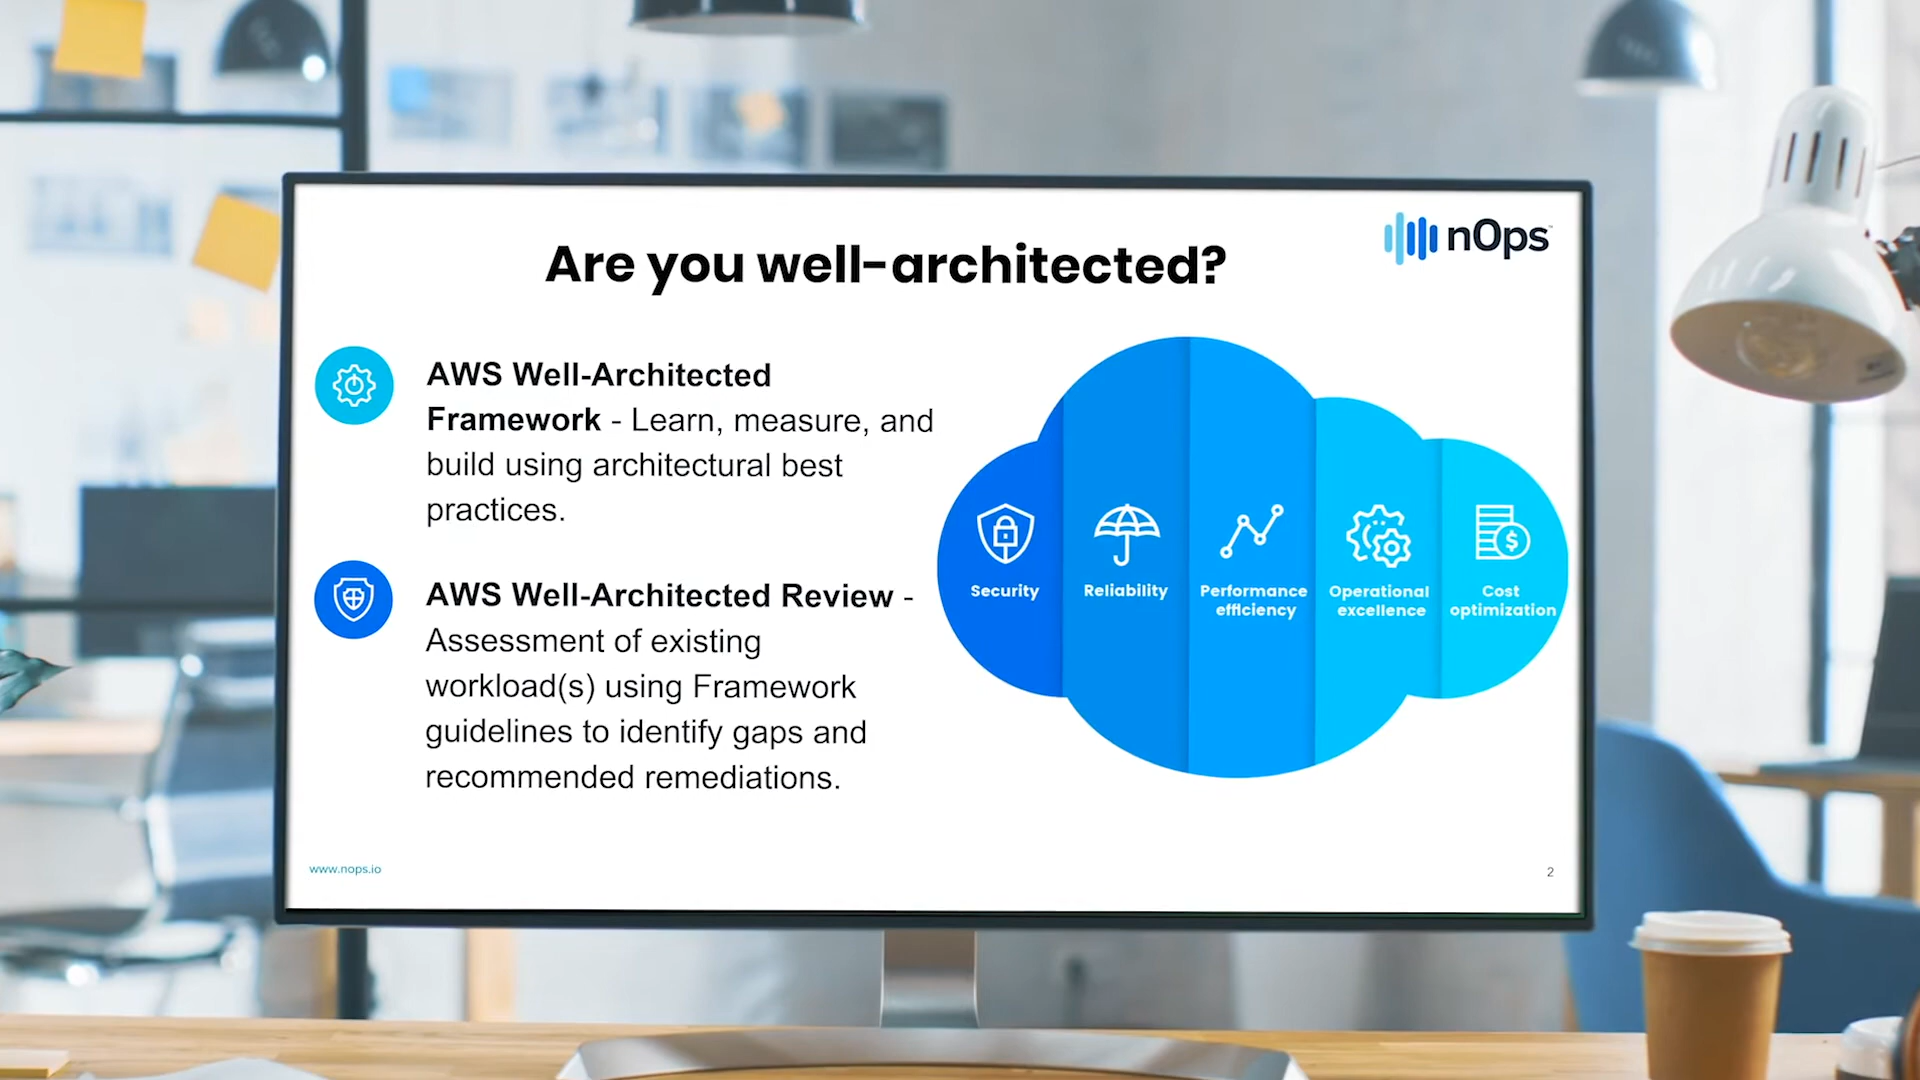 nOps
Are you well-architected?
AWS Well-Architected
Framework - Learn, measure, and
build using architectural best
practices.
AWS Well-Architected Review -
Assessment of existing
workload(s) using Framework
guidelines to identify gaps and
recommended remediations.
Security
Reliability
Performance
efficiency
Operational
excellence
Cost
optimization
www.nops.io
2